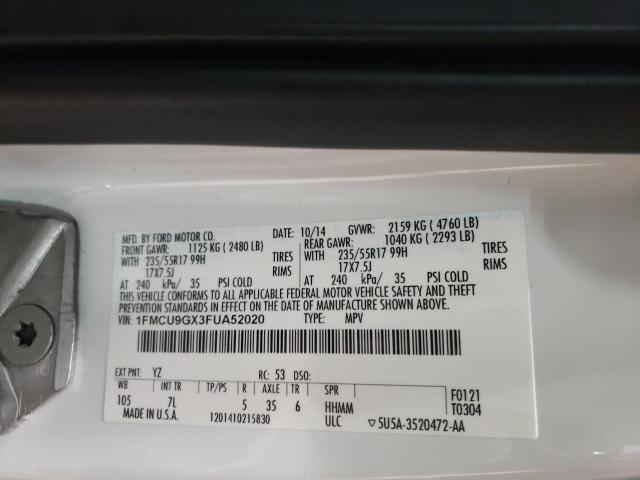 MFD. BY FORD MOTOR CO.
DATE: 10/14 GVWR: 2159 KG ( 4760 LB)
FRONT GAWR: 1125 KG ( 2480 LB)
REAR GAWR: 1040 KG ( 2293 LB)
WITH 235/55R17 99H TIRES
WITH 235/55R17 99H TIRES
17X7.5J RIMS
17X7.5J RIMS
AT 240 kPa/ 35 PSI COLD
AT 240 kPa/ 35 PSI COLD
THIS VEHICLE CONFORMS TO ALL APPLICABLE FEDERAL MOTOR VEHICLE SAFETY AND THEFT
PREVENTION STANDARDS IN EFFECT ON THE DATE OF MANUFACTURE SHOWN ABOVE.
VIN: 1FMCU9GX3FUA52020 TYPE: MPV
EXT PNT: YZ RC: 53 DSO:
WB INT TR TP/PS R AXLE TR SPR
105 7L 5 35 6 HHMM
F0121
T0304
MADE IN U.S.A. 1201410215830 ULC ▽5U5A-3520472-AA